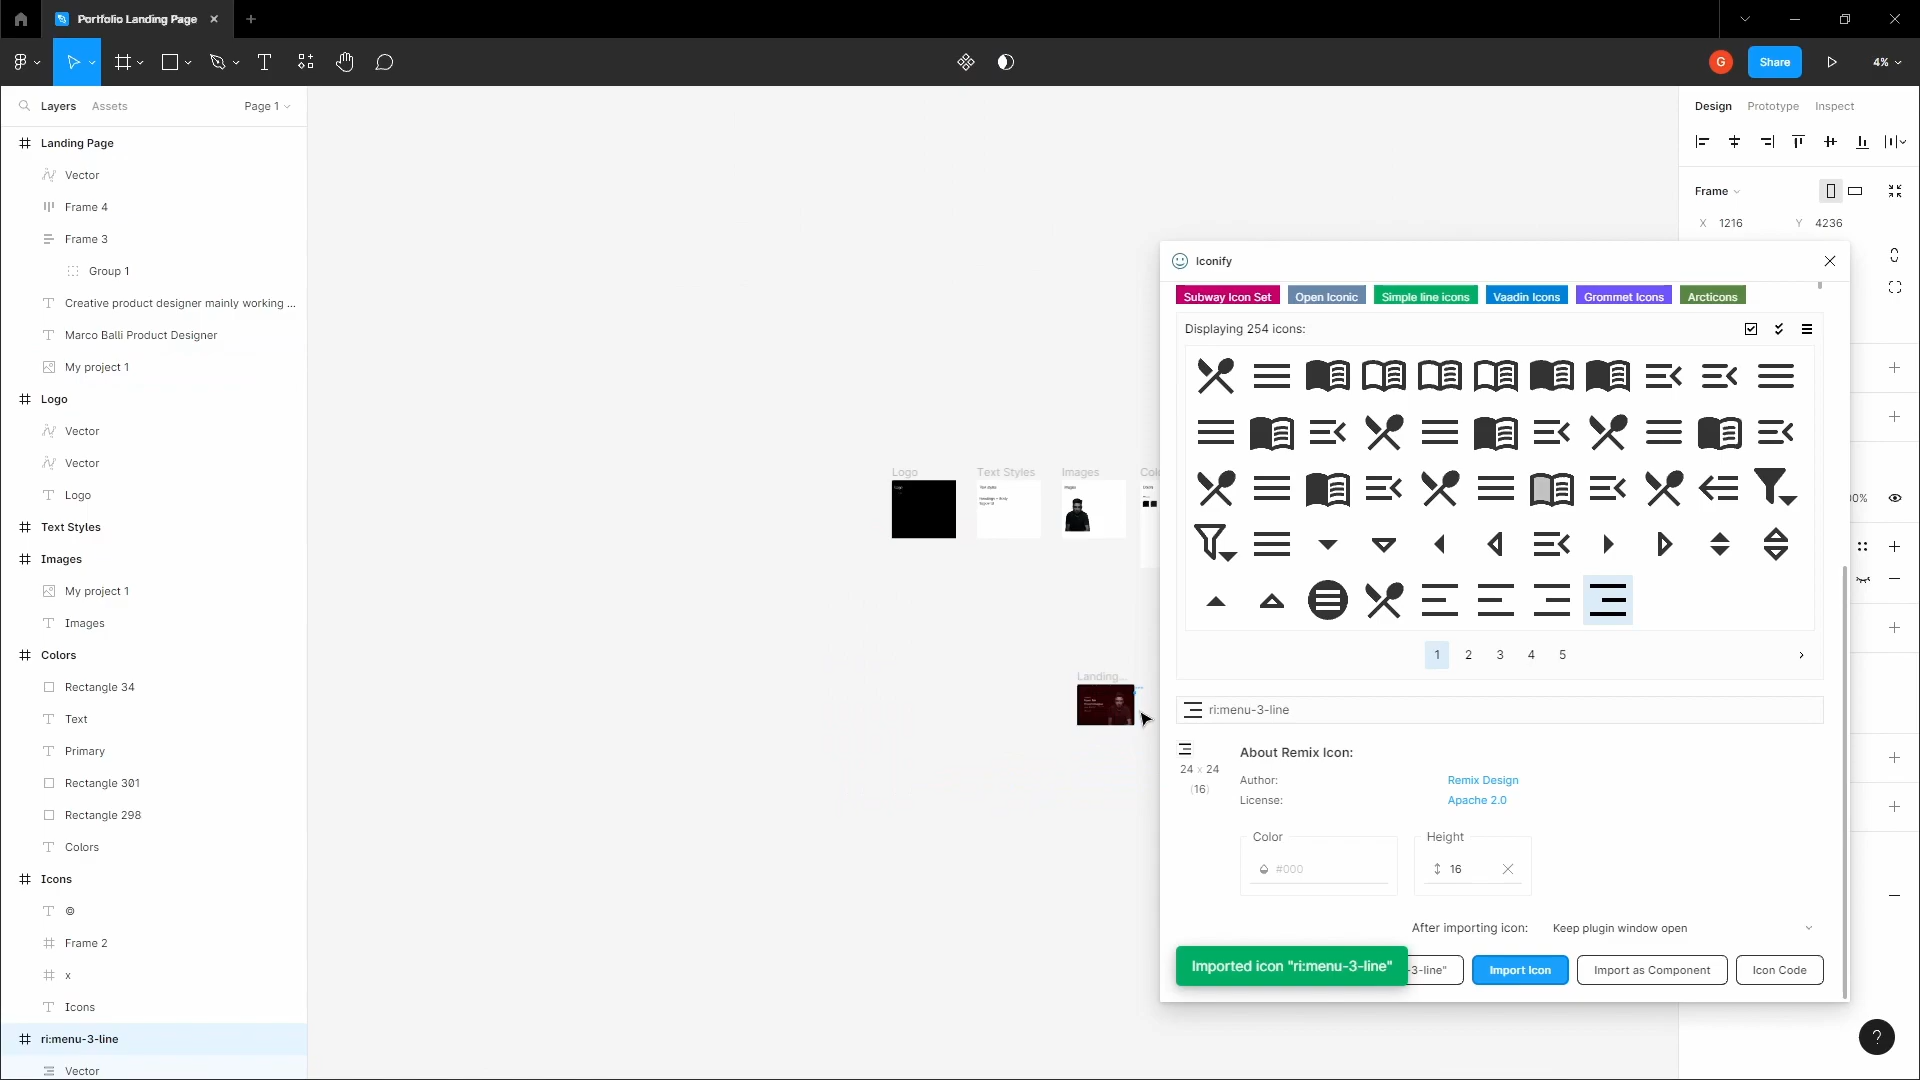 Portfolio Landing Page
G
Share
4%
Layers
Assets
Page 1
Design
Prototype
Inspect
Landing Page
Vector
Frame 4
Frame 3
Group 1
Creative product designer mainly working ...
Marco Balli Product Designer
My project 1
Logo
Vector
Vector
Logo
Text Styles
Images
My project 1
Images
Colors
Rectangle 34
Text
Primary
Rectangle 301
Rectangle 298
Colors
Icons
©
Frame 2
x
Icons
ri:menu-3-line
Vector
Logo
Text Styles
Images
Landing...
Frame
X 1216
Y 4236
Iconify
Subway Icon Set
Open Iconic
Simple line icons
Vaadin Icons
Grommet Icons
Arcticons
Displaying 254 icons:
1 2 3 4 5
ri:menu-3-line
24 x 24
(16)
About Remix Icon:
Author: Remix Design
License: Apache 2.0
Color
#000
Height
16
After importing icon: Keep plugin window open
Imported icon "ri:menu-3-line"
-3-line"
Import Icon
Import as Component
Icon Code
?